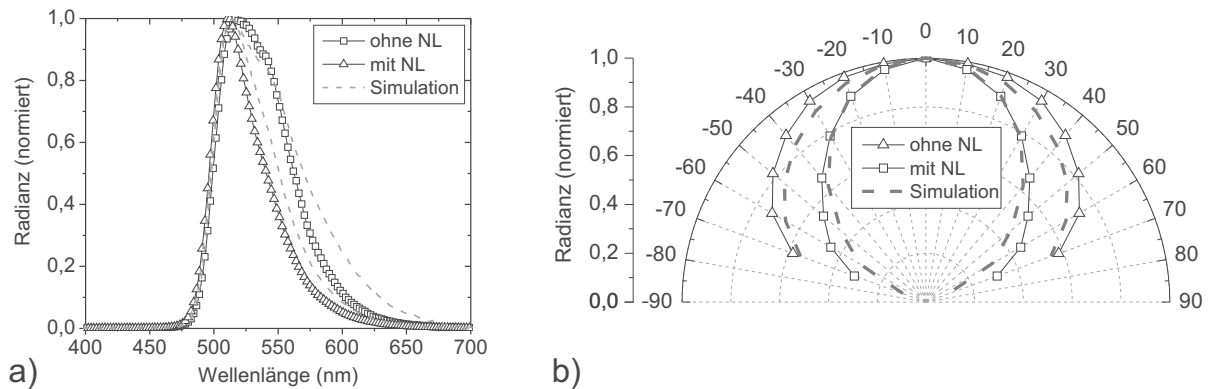 1,0
0,8
0,6
0,4
0,2
0,0
Radianz (normiert)
400 450 500 550 600 650 700
Wellenlänge (nm)
ohne NL
mit NL
Simulation
a)
1,0
0,8
0,6
0,4
0,2
0,0
Radianz (normiert)
-90
-80
-70
-60
-50
-40
-30
-20
-10
0
10
20
30
40
50
60
70
80
90
ohne NL
mit NL
Simulation
b)